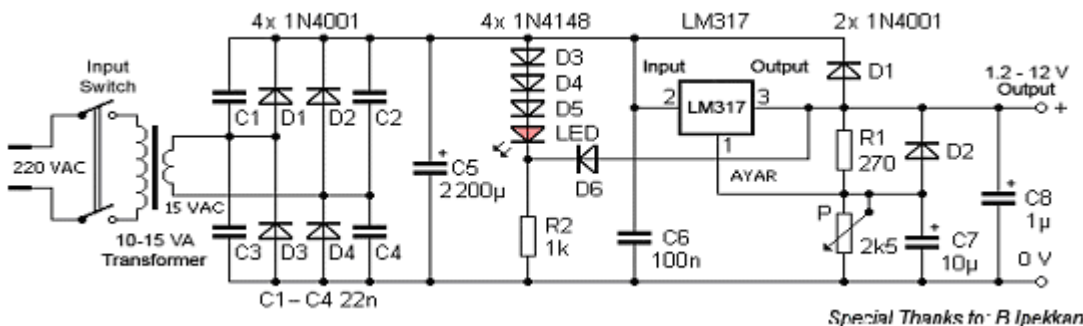 4x 1N4001
4x 1N4148
LM317
2x 1N4001
Input
Switch
D3
D4
D5
LED
Input
Output
2
LM317
3
1
D1
1.2 - 12 V
Output
+
C1
D1
D2
C2
220 VAC
15 VAC
C5
+
2200µ
D6
AYAR
R1
270
D2
C8
+
1µ
10-15 VA
Transformer
C3
D3
D4
C4
R2
1k
C6
100n
P
2k5
C7
+
10µ
0 V
C1 – C4 22n
Special Thanks to: B.Ipekkan